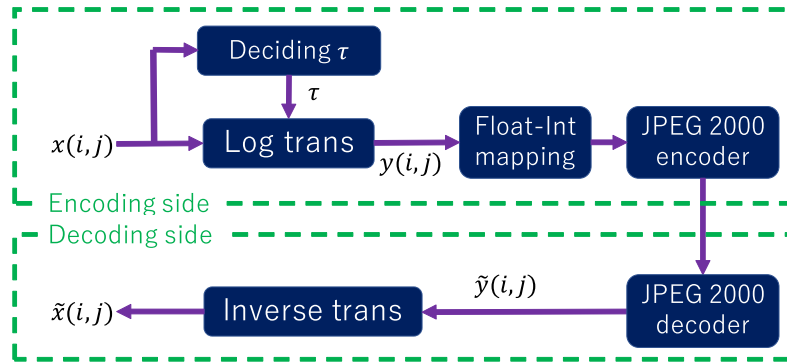 Deciding τ
τ
x(i,j)
Log trans
y(i,j)
Float-Int
mapping
JPEG 2000
encoder
Encoding side
Decoding side
x̃(i,j)
Inverse trans
ỹ(i,j)
JPEG 2000
decoder